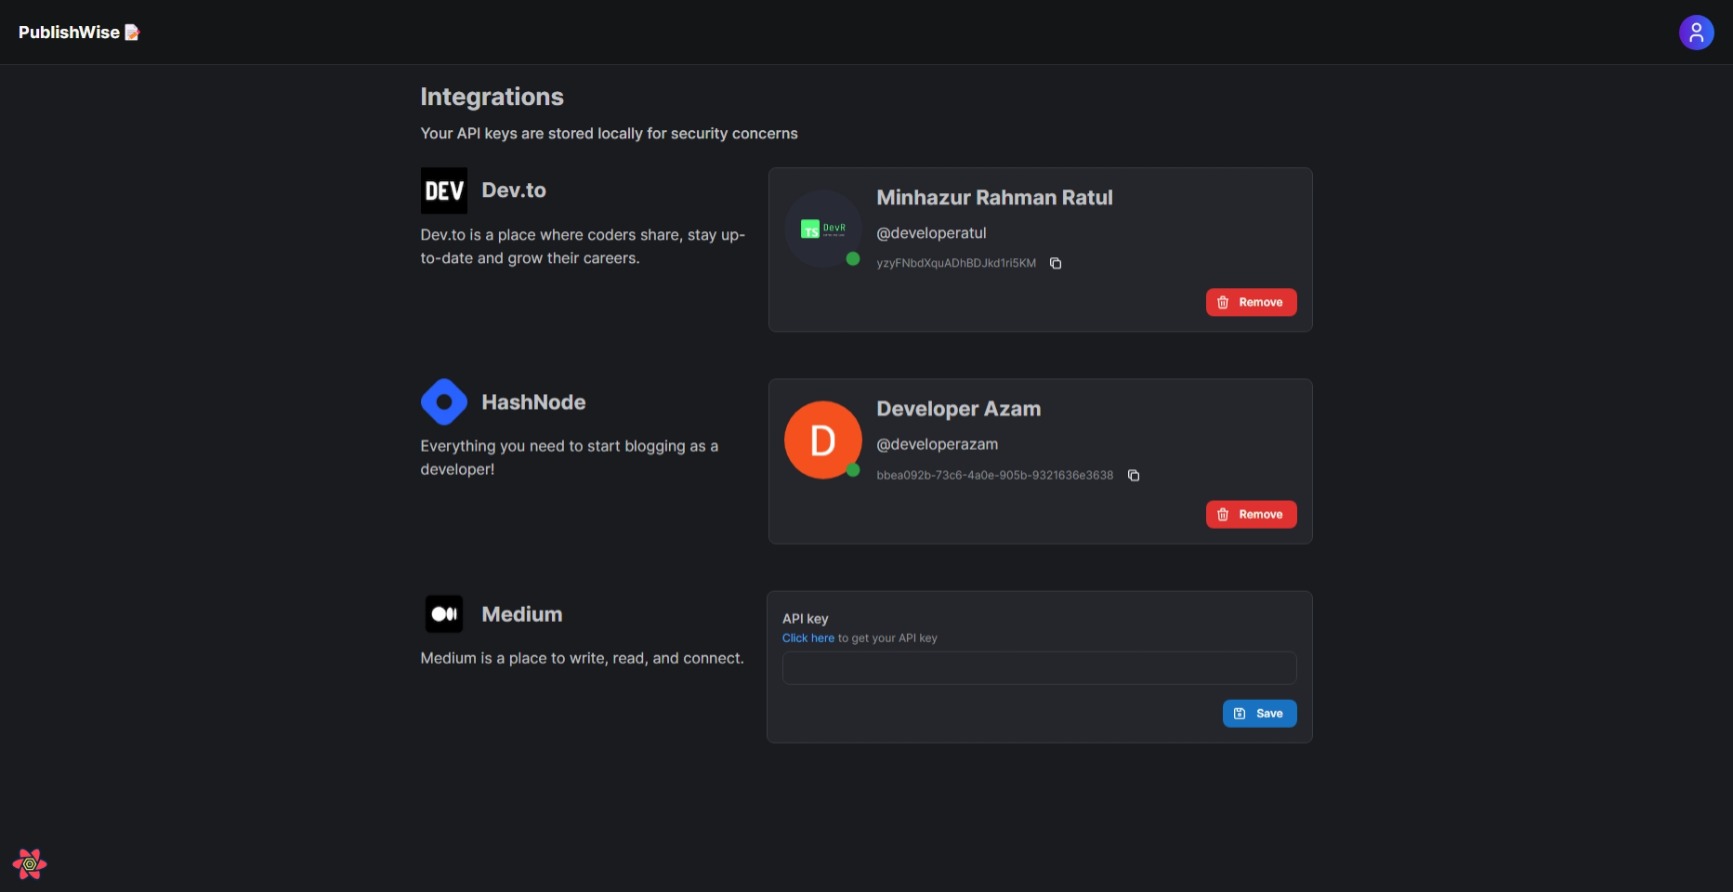 PublishWise
Integrations
Your API keys are stored locally for security concerns
DEV Dev.to
Dev.to is a place where coders share, stay up-
to-date and grow their careers.
TS DevR
Minhazur Rahman Ratul
@developeratul
yzyFNbdXquADhBDJkd1ri5KM
Remove
HashNode
Everything you need to start blogging as a
developer!
D
Developer Azam
@developerazam
bbea092b-73c6-4a0e-905b-9321636e3638
Remove
Medium
Medium is a place to write, read, and connect.
API key
Click here to get your API key
Save